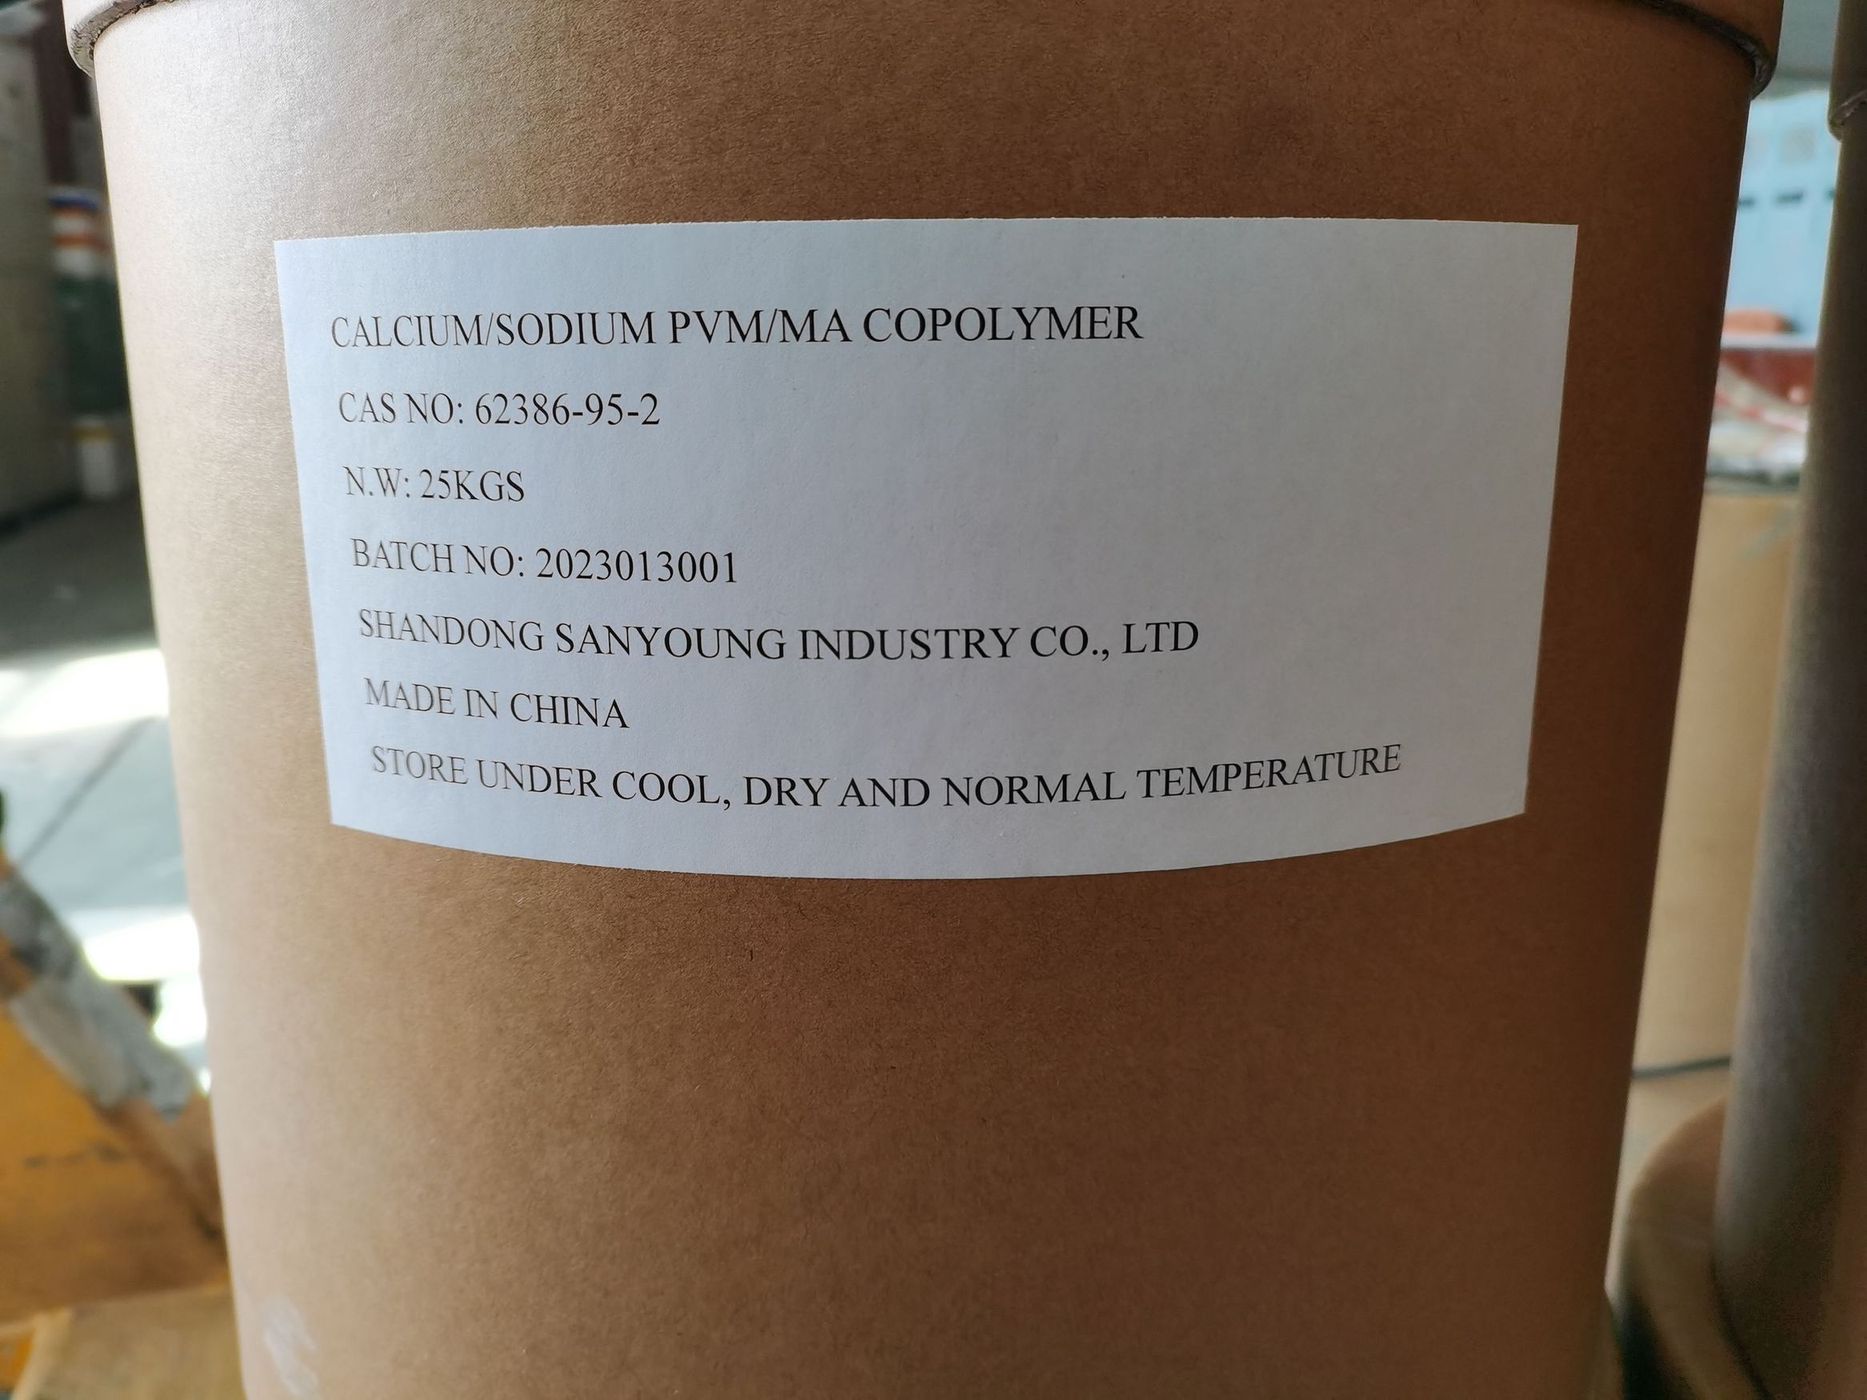 CALCIUM/SODIUM PVM/MA COPOLYMER
CAS NO: 62386-95-2
N.W: 25KGS
BATCH NO: 2023013001
SHANDONG SANYOUNG INDUSTRY CO., LTD
MADE IN CHINA
STORE UNDER COOL, DRY AND NORMAL TEMPERATURE